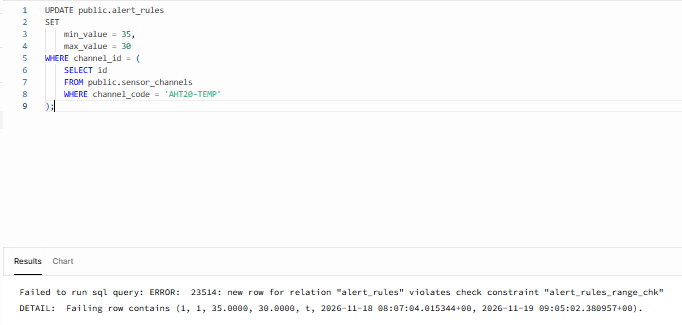 1 UPDATE public.alert_rules
2 SET
3 min_value = 35,
4 max_value = 30
5 WHERE channel_id = (
6 SELECT id
7 FROM public.sensor_channels
8 WHERE channel_code = 'AHT20-TEMP'
9 );
Results Chart
Failed to run sql query: ERROR: 23514: new row for relation "alert_rules" violates check constraint "alert_rules_range_chk"
DETAIL: Failing row contains (1, 1, 35.0000, 30.0000, t, 2026-11-18 08:07:04.015344+00, 2026-11-19 09:05:02.380957+00).